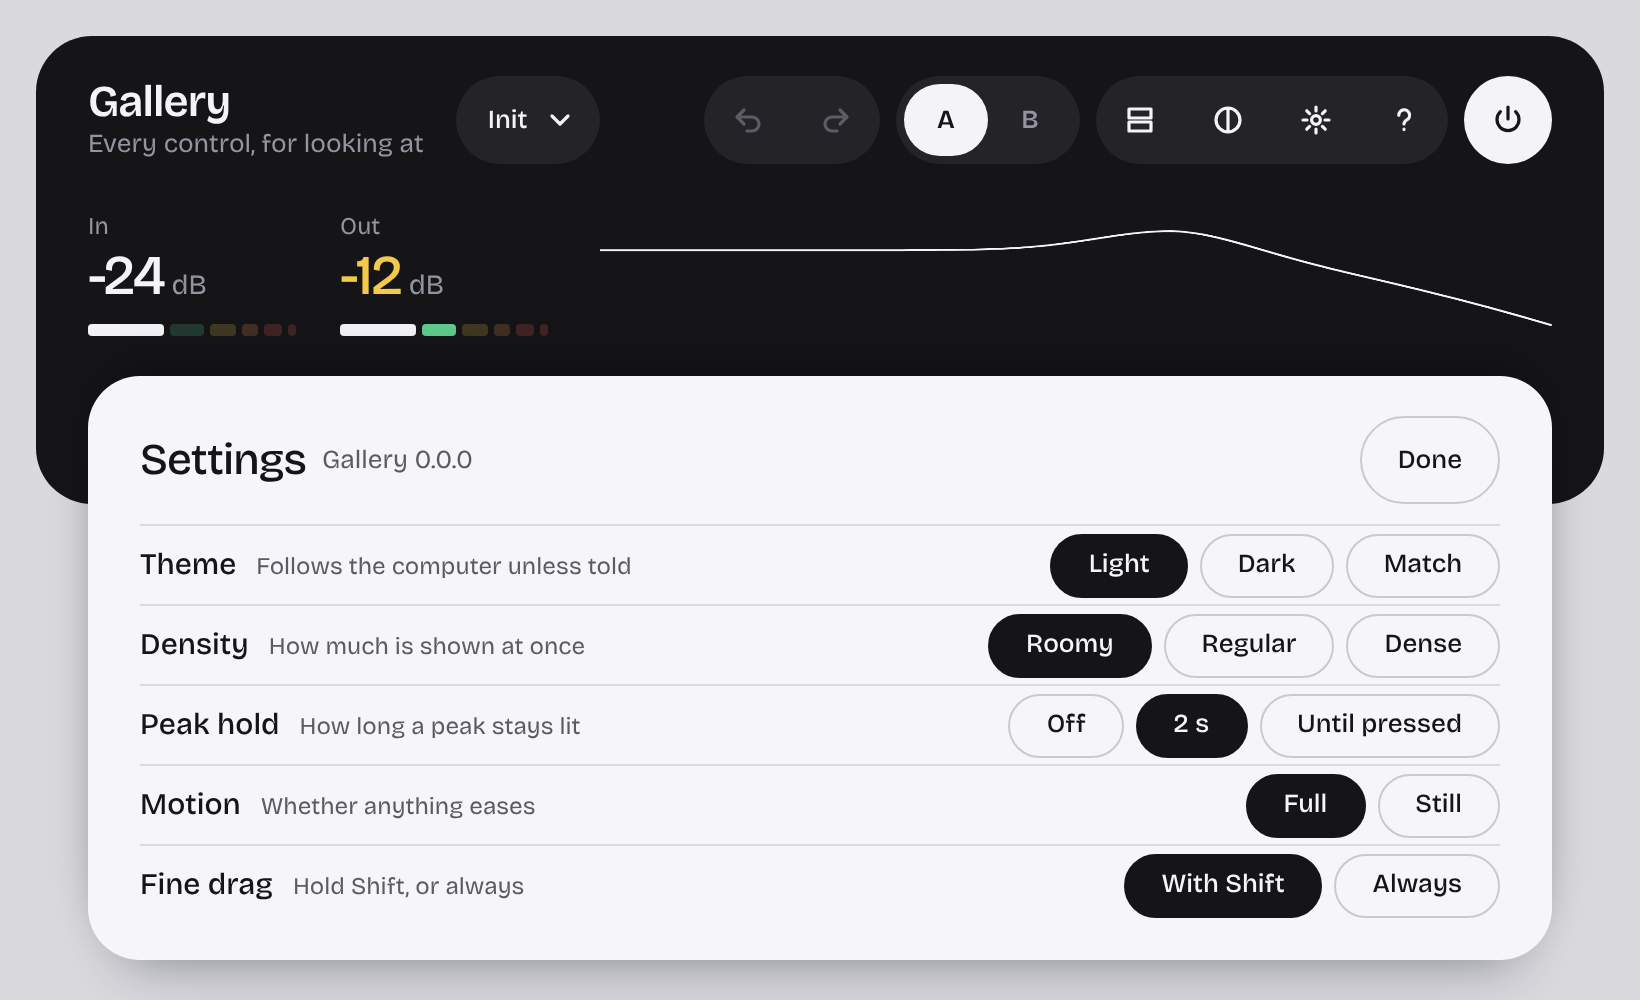 Gallery
Every control, for looking at
Init
A
B
?
In
-24 dB
Out
-12 dB
Settings Gallery 0.0.0
Done
Theme Follows the computer unless told
Light
Dark
Match
Density How much is shown at once
Roomy
Regular
Dense
Peak hold How long a peak stays lit
Off
2 s
Until pressed
Motion Whether anything eases
Full
Still
Fine drag Hold Shift, or always
With Shift
Always